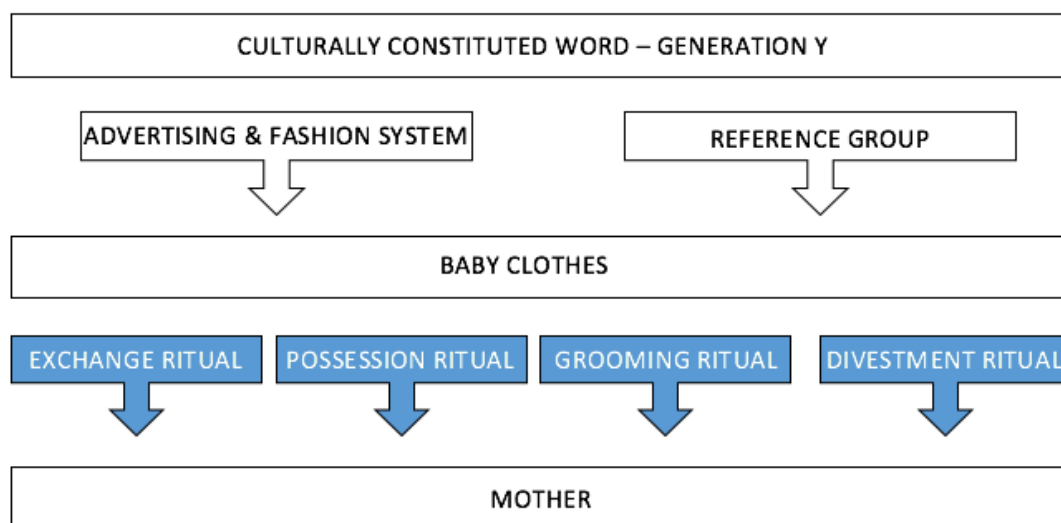 CULTURALLY CONSTITUTED WORD – GENERATION Y
ADVERTISING & FASHION SYSTEM
REFERENCE GROUP
BABY CLOTHES
EXCHANGE RITUAL
POSSESSION RITUAL
GROOMING RITUAL
DIVESTMENT RITUAL
MOTHER